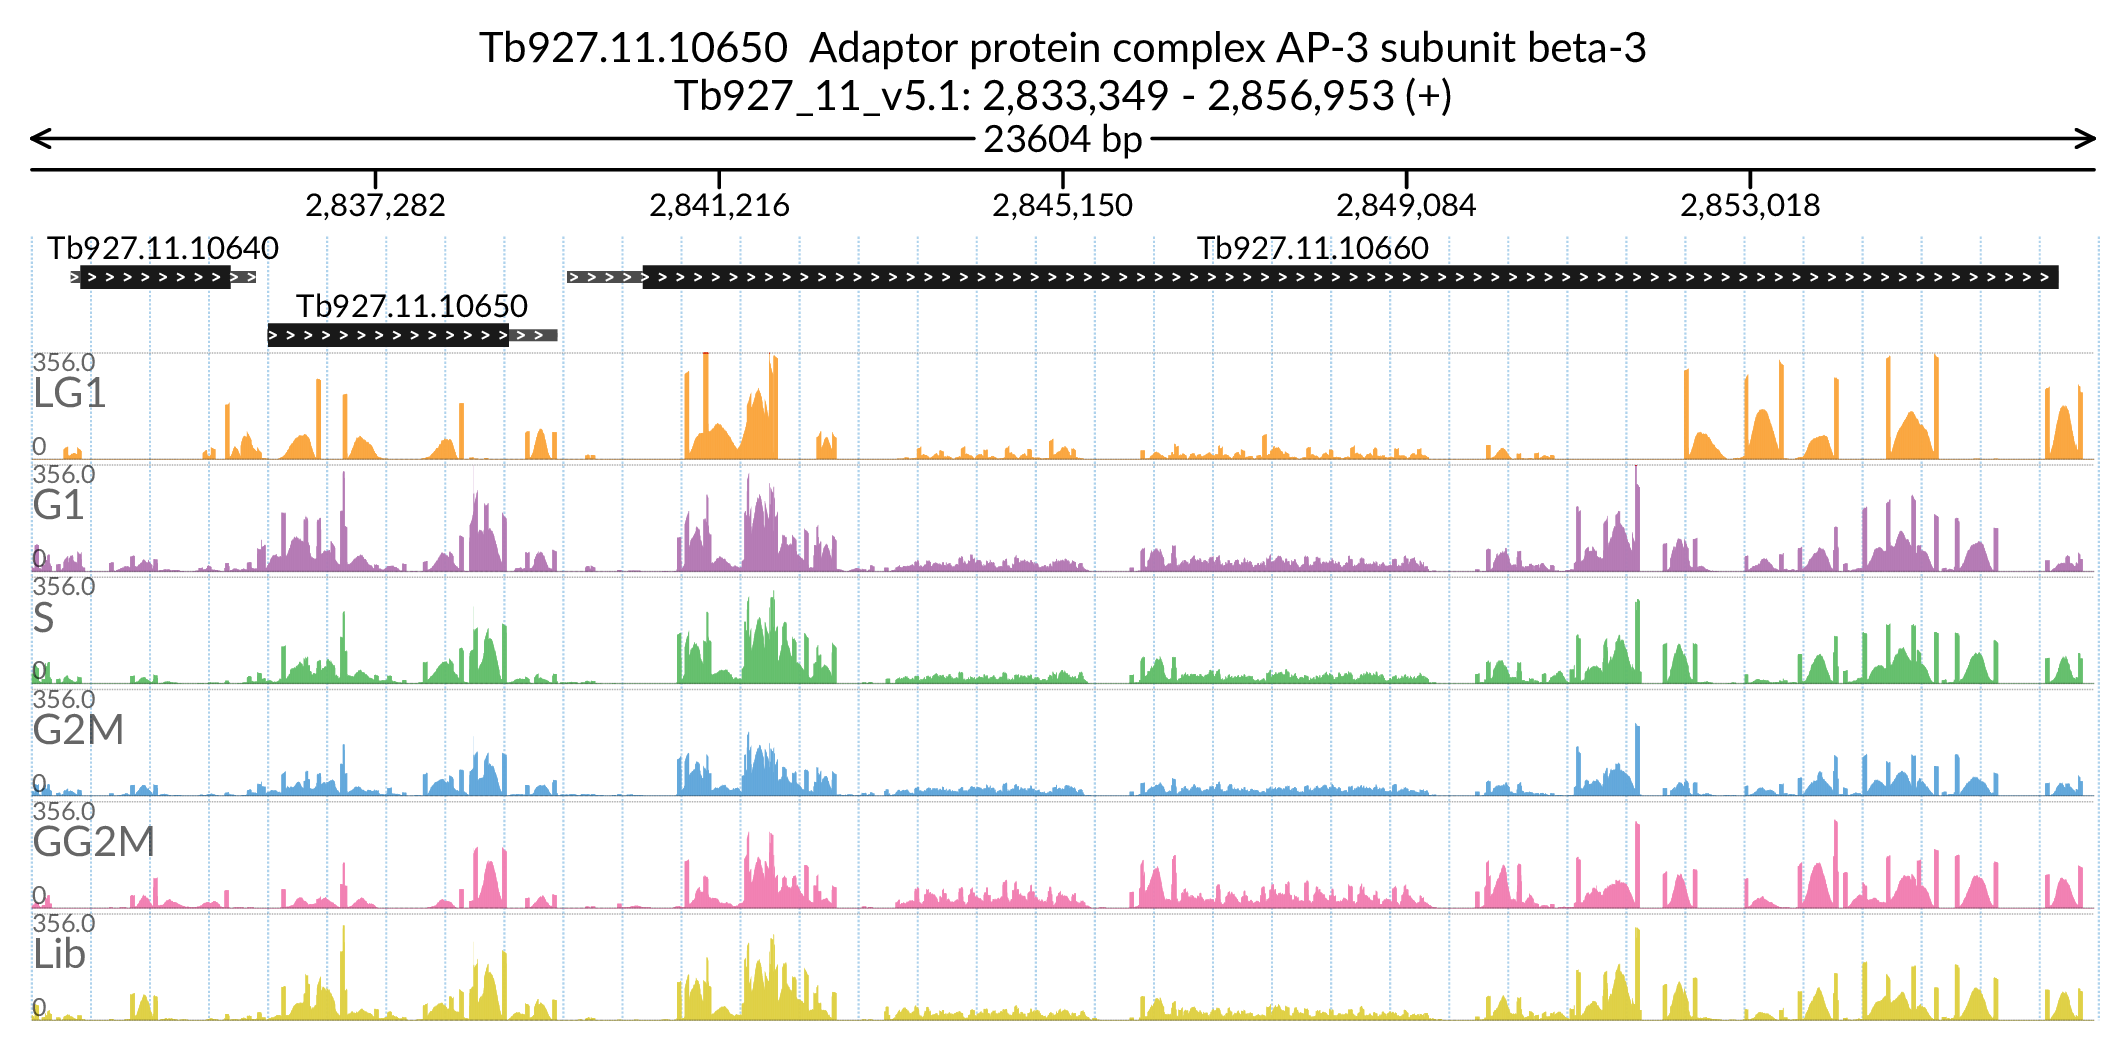 Tb927.11.10650  Adaptor protein complex AP-3 subunit beta-3
Tb927_11_v5.1: 2,833,349 - 2,856,953 (+)
23604 bp
2,837,282 2,841,216 2,845,150 2,849,084 2,853,018
Tb927.11.10640 Tb927.11.10660
Tb927.11.10650
356.0
LG1
0
356.0
G1
0
356.0
S
0
356.0
G2M
0
356.0
GG2M
0
356.0
Lib
0